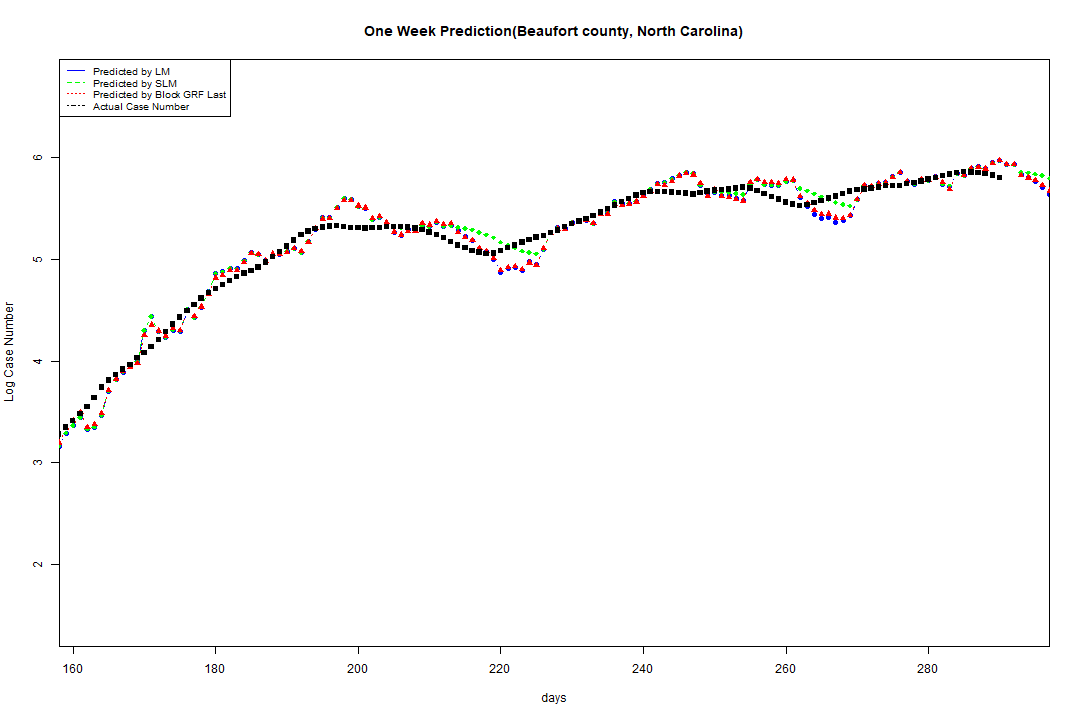 One Week Prediction(Beaufort county, North Carolina)
Predicted by LM
Predicted by SLM
Predicted by Block GRF Last
Actual Case Number
6
5
4
3
2
Log Case Number
160 180 200 220 240 260 280
days